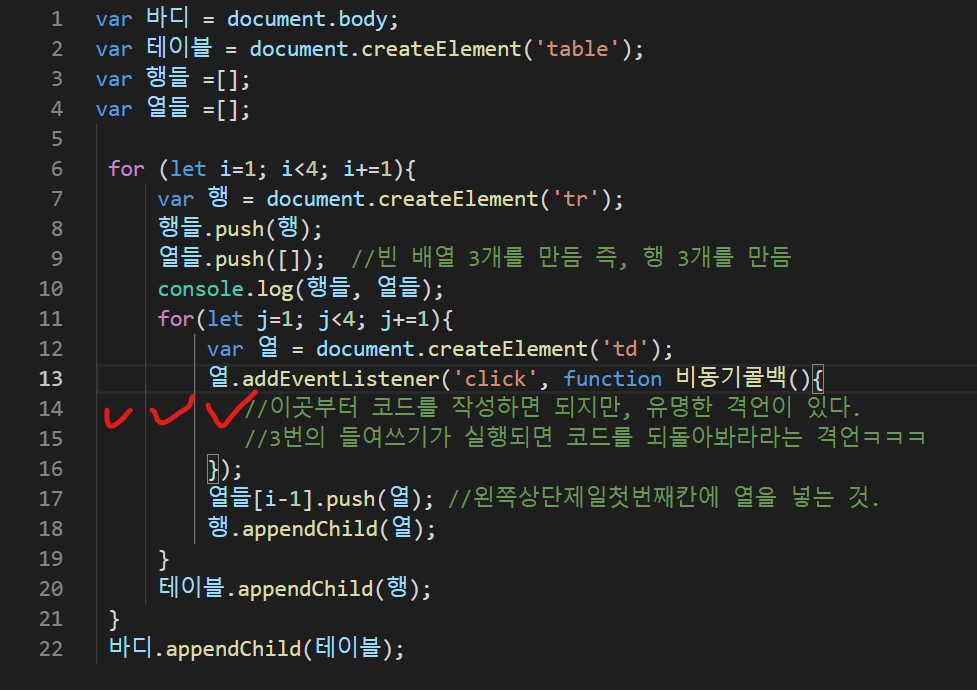 1 var 바디 = document.body;
2 var 테이블 = document.createElement('table');
3 var 행들 =[];
4 var 열들 =[];
5
6 for (let i=1; i<4; i+=1){
7 var 행 = document.createElement('tr');
8 행들.push(행);
9 열들.push([]); //빈 배열 3개를 만듬 즉, 행 3개를 만듬
10 console.log(행들, 열들);
11 for(let j=1; j<4; j+=1){
12 var 열 = document.createElement('td');
13 열.addEventListener('click', function 비동기콜백(){
14 //이곳부터 코드를 작성하면 되지만, 유명한 격언이 있다.
15 //3번의 들여쓰기가 실행되면 코드를 되돌아봐라라는 격언ㅋㅋㅋ
16 });
17 열들[i-1].push(열); //왼쪽상단제일첫번째칸에 열을 넣는 것.
18 행.appendChild(열);
19 }
20 테이블.appendChild(행);
21 }
22 바디.appendChild(테이블);